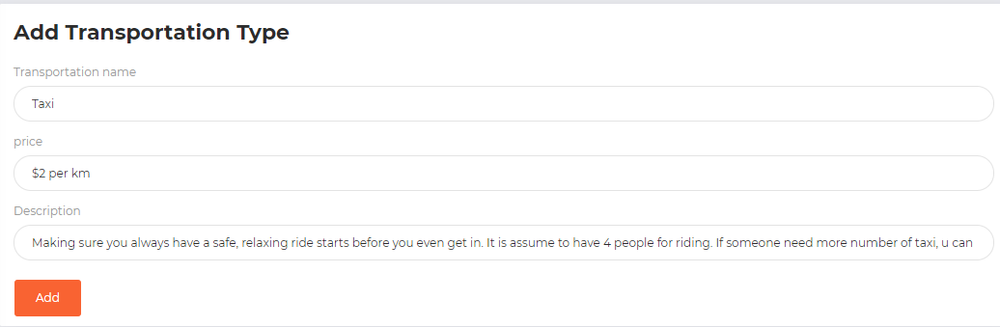 Add Transportation Type
Transportation name
Taxi
price
$2 per km
Description
Making sure you always have a safe, relaxing ride starts before you even get in. It is assume to have 4 people for riding. If someone need more number of taxi, u can
Add